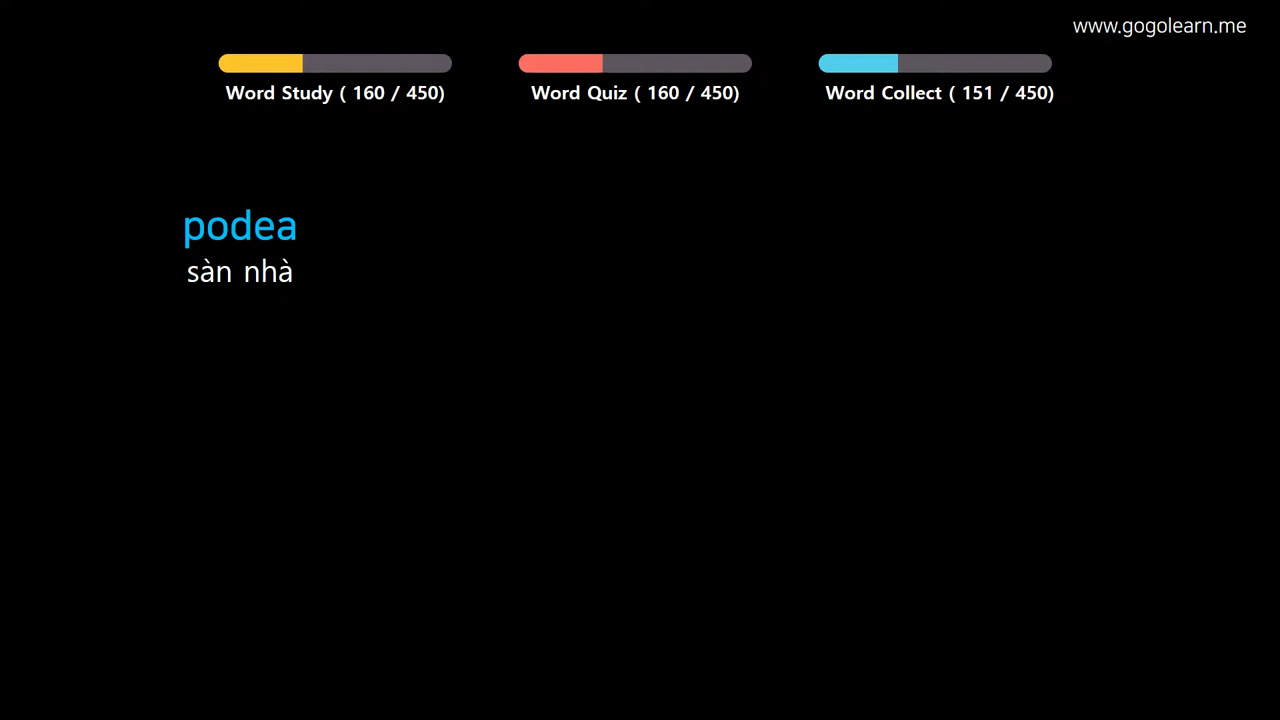 www.gogolearn.me
Word Study ( 160 / 450)
Word Quiz ( 160 / 450)
Word Collect ( 151 / 450)
podea
sàn nhà